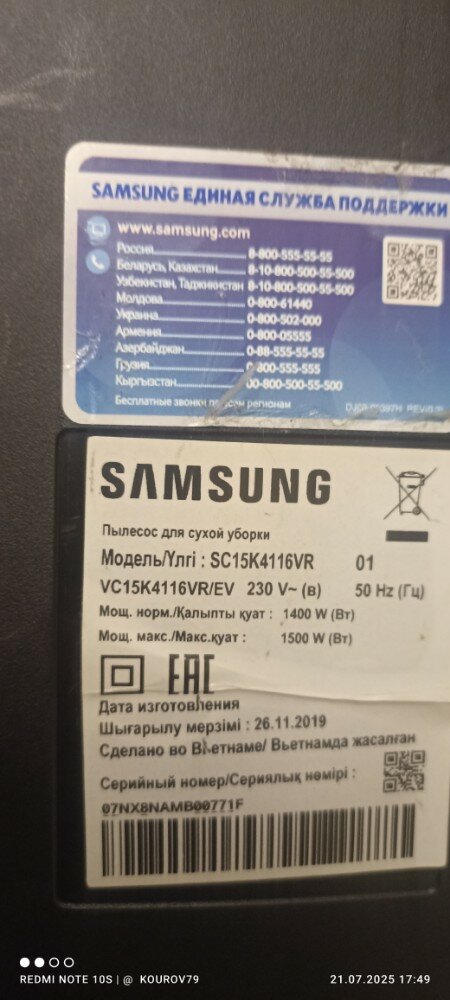 SAMSUNG ЕДИНАЯ СЛУЖБА ПОДДЕРЖКИ
www.samsung.com
Россия 8-800-555-55-55
Беларусь, Казахстан 8-10-800-500-55-500
Узбекистан, Таджикистан 8-10-800-500-55-500
Молдова 0-800-61440
Украина 0-800-502-000
Армения 0-800-05555
Азербайджан 0-88-555-55-55
Грузия 0-800-555-555
Кыргызстан 00-800-500-55-500
Бесплатные звонки по всем регионам
SAMSUNG
Пылесос для сухой уборки
Модель/Үлгі : SC15K4116VR 01
VC15K4116VR/EV 230 V~ (в) 50 Hz (Гц)
Мощ. норм./Қалыпты қуат : 1400 W (Вт)
Мощ. макс./Макс.қуат : 1500 W (Вт)
EAC
Дата изготовления
Шығарылу мерзімі : 26.11.2019
Сделано во Вьетнаме/ Вьетнамда жасалған
Серийный номер/Сериялық нөмірі :
07NX8NAMB00771F
REDMI NOTE 10S | @ KOUROV79
21.07.2025 17:49